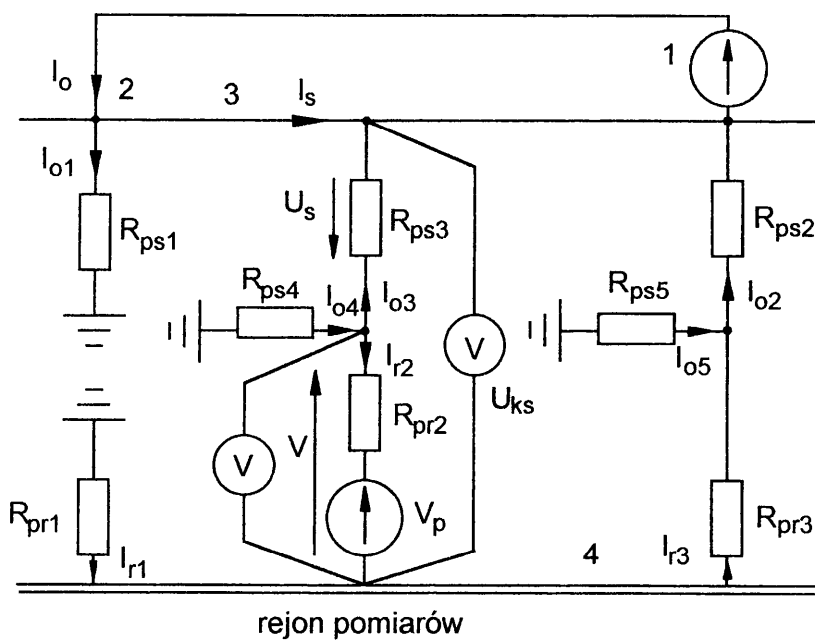 1
I_o
2
3
I_s
I_o1
R_ps1
U_s
R_ps3
R_ps2
R_ps4
I_o4
I_o3
R_ps5
I_o2
I_o5
V
I_r2
U_ks
R_pr2
V
V
V_p
R_pr1
I_r1
4
I_r3
R_pr3
rejon pomiarów